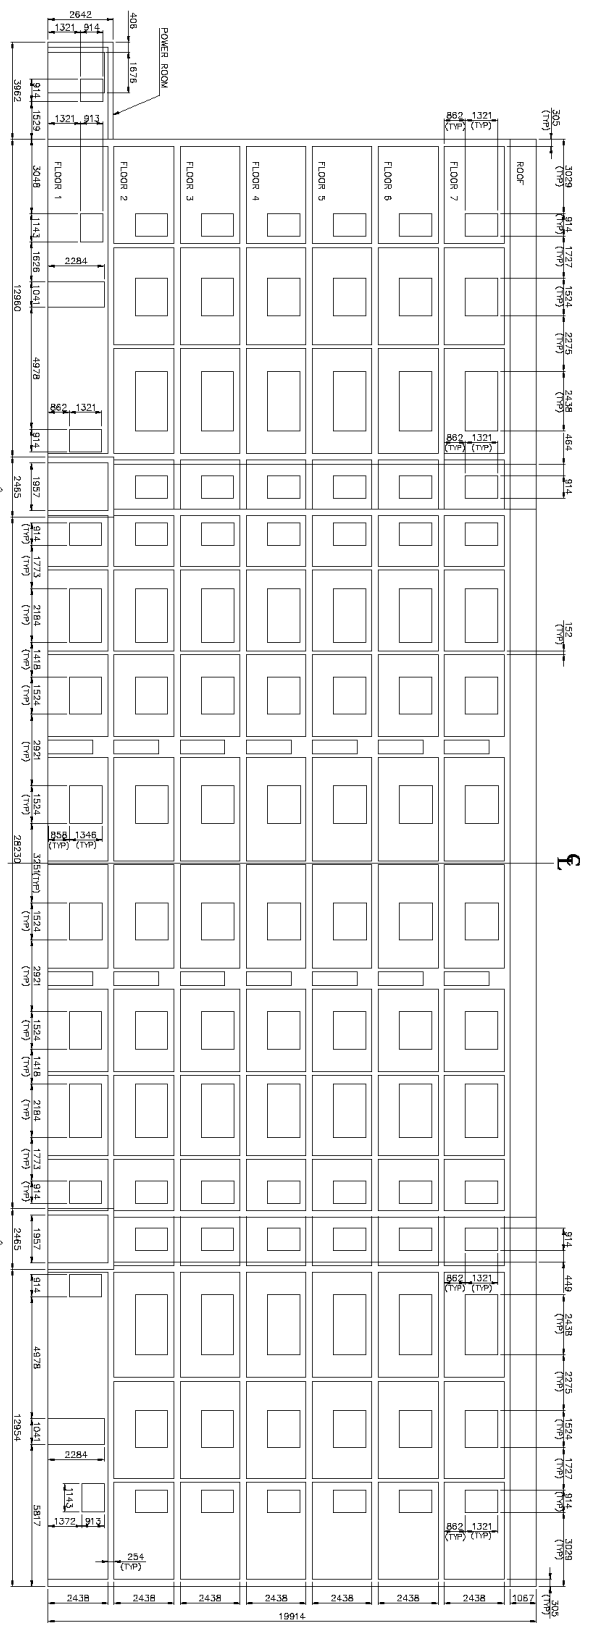 2642
1321
914
406
1676
POWER ROOM
3962
914
1529
1321
913
862
(TYP)
1321
(TYP)
305
(TYP)
FLOOR 1
FLOOR 2
FLOOR 3
FLOOR 4
FLOOR 5
FLOOR 6
FLOOR 7
ROOF
3048
1143
1626
2284
1041
12960
4978
862
1321
914
3029
(TYP)
914
(TYP)
1727
(TYP)
1524
(TYP)
2275
(TYP)
2438
(TYP)
464
862
(TYP)
1321
(TYP)
914
1957
2465
914
(TYP)
1773
(TYP)
2184
(TYP)
1418
(TYP)
1524
(TYP)
2921
(TYP)
1524
(TYP)
152
(TYP)
858
(TYP)
1346
(TYP)
28230
3251(TYP)
CL
1524
(TYP)
2921
(TYP)
1524
(TYP)
1418
(TYP)
2184
(TYP)
1773
(TYP)
914
(TYP)
1957
2465
914
449
862
(TYP)
1321
(TYP)
914
4978
2438
(TYP)
2275
(TYP)
12954
1041
2284
1524
(TYP)
1727
(TYP)
914
(TYP)
1143
1372
913
5817
862
(TYP)
1321
(TYP)
3029
(TYP)
254
(TYP)
305
(TYP)
2438
2438
2438
2438
2438
2438
2438
1067
19914